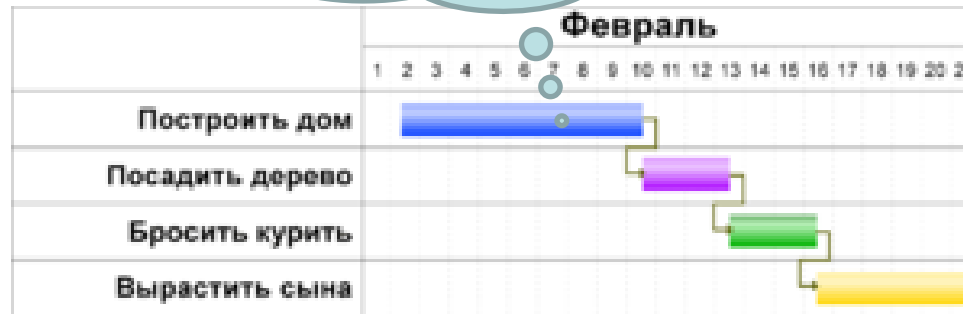 Февраль
1 2 3 4 5 6 7 8 9 10 11 12 13 14 15 16 17 18 19 20
Построить дом
Посадить дерево
Бросить курить
Вырастить сына